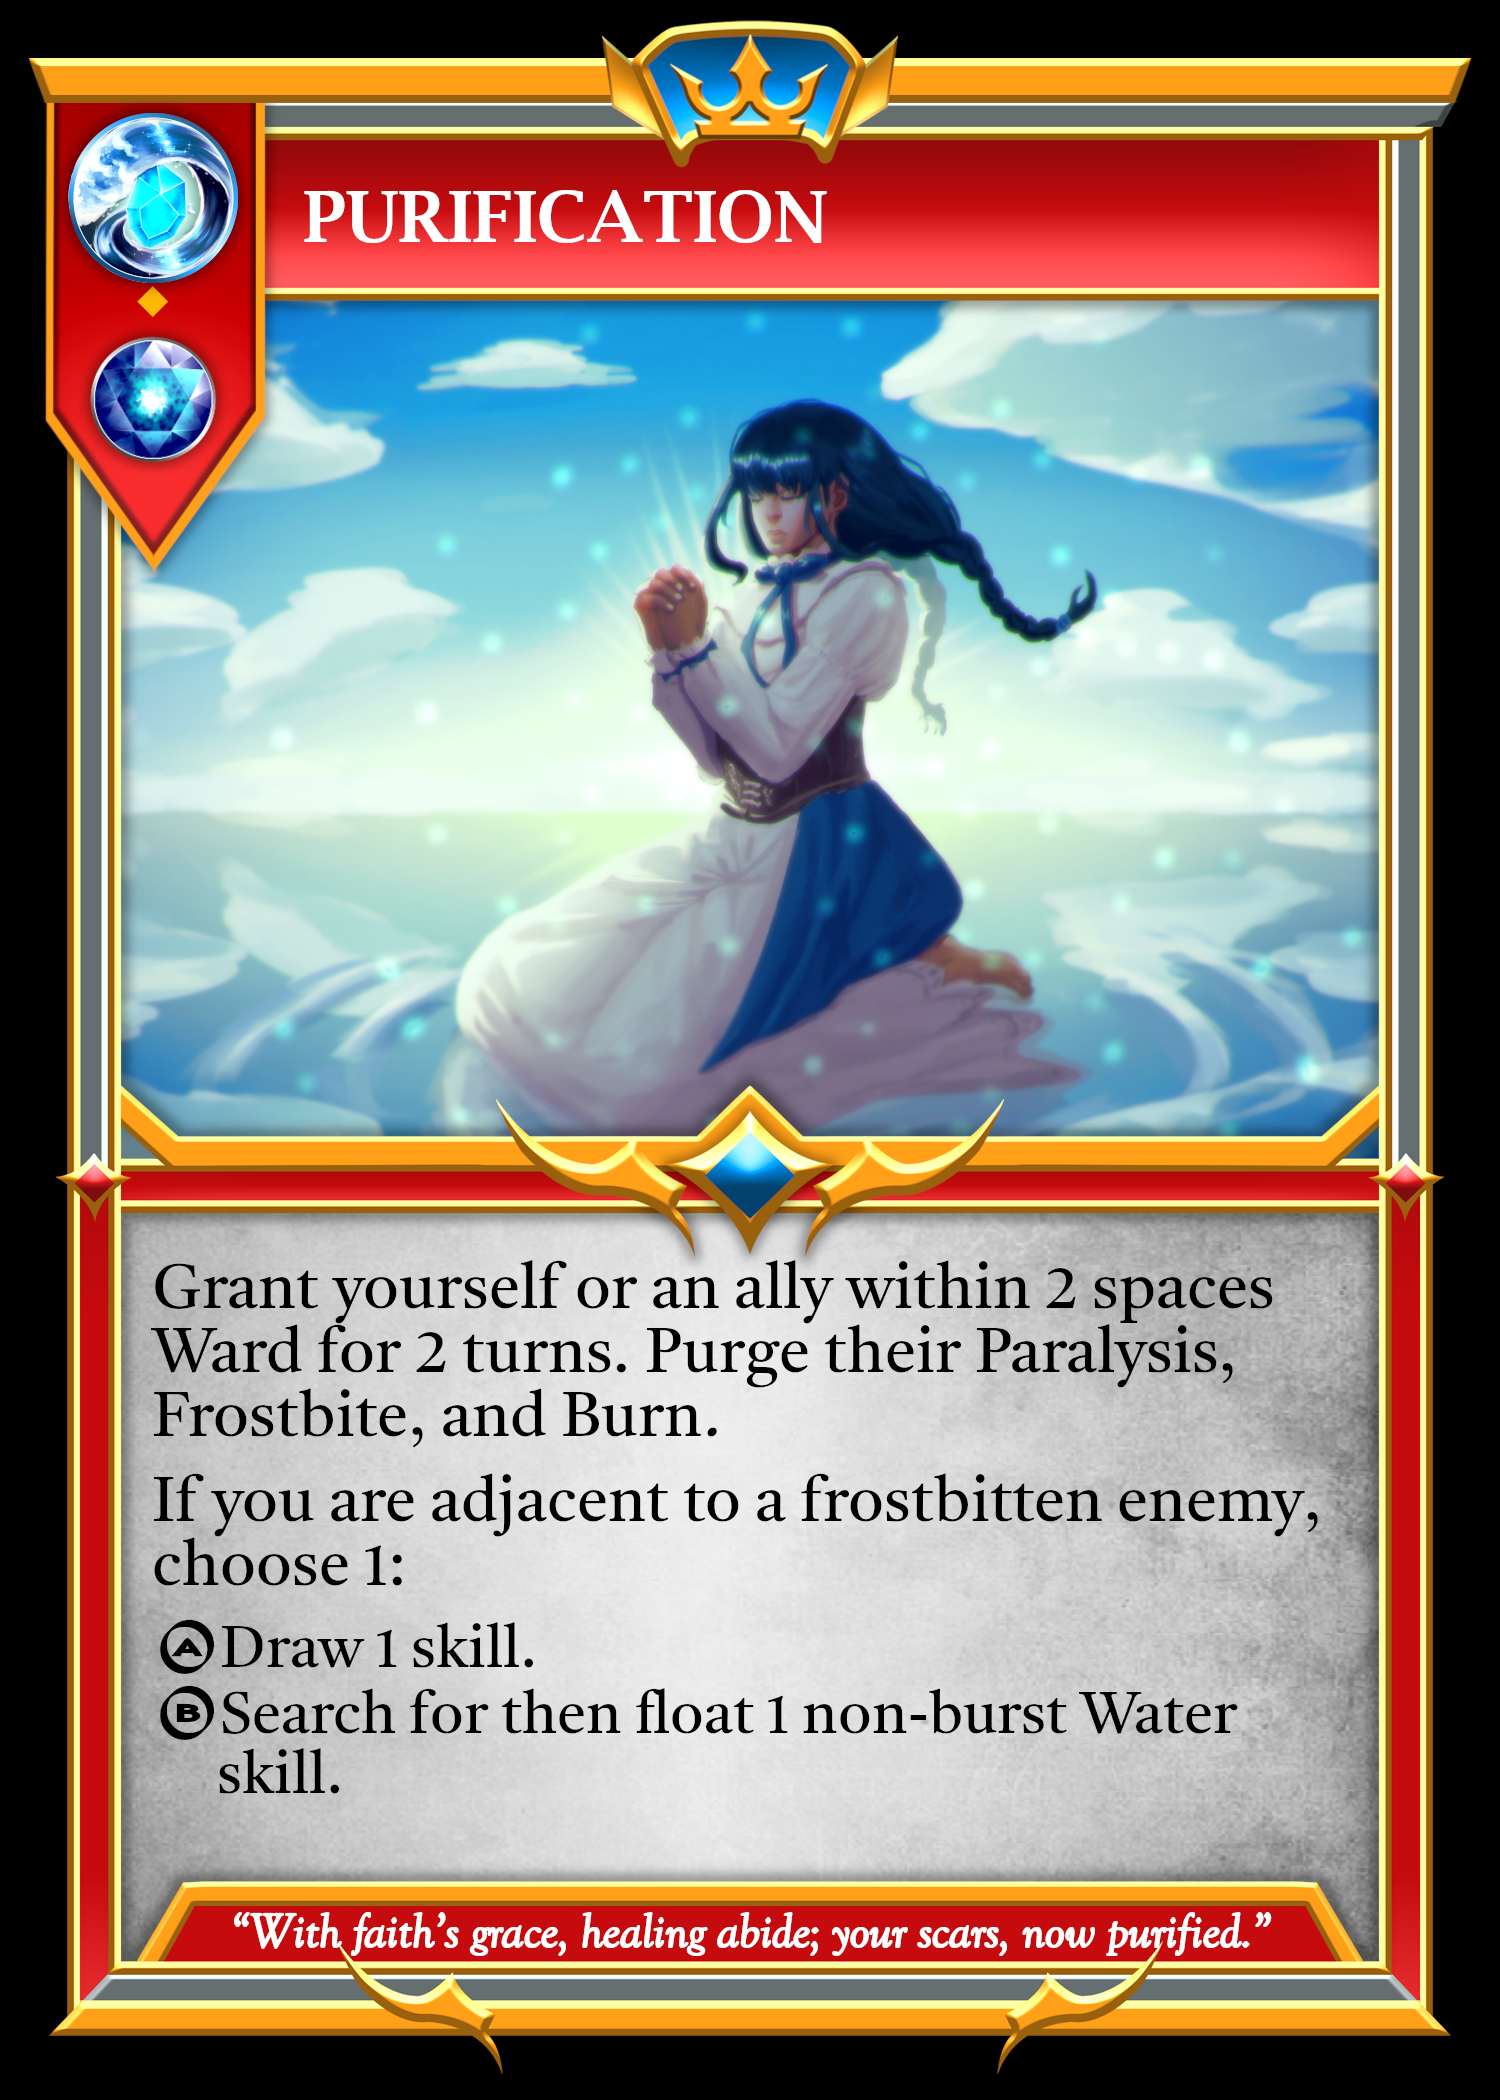 PURIFICATION
Grant yourself or an ally within 2 spaces
Ward for 2 turns. Purge their Paralysis,
Frostbite, and Burn.
If you are adjacent to a frostbitten enemy,
choose 1:
Ⓐ Draw 1 skill.
Ⓑ Search for then float 1 non-burst Water
skill.
“With faith’s grace, healing abide; your scars, now purified.”